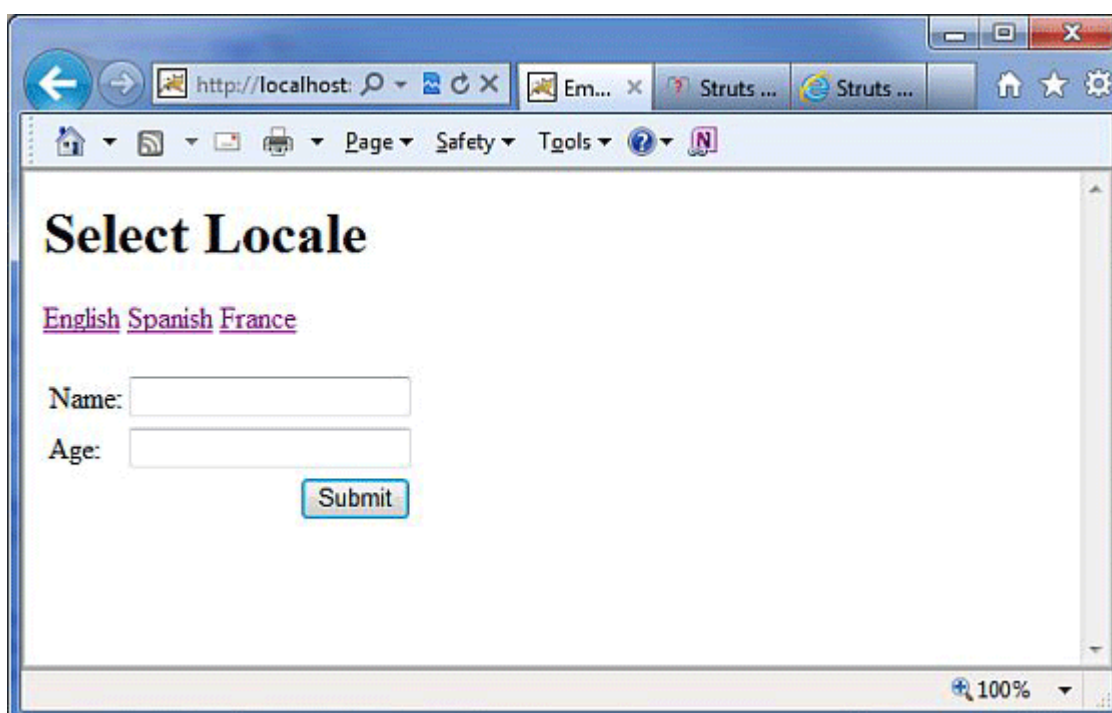 http://localhost: Em... Struts ... Struts ...
Page Safety Tools
Select Locale
English Spanish France
Name:
Age:
Submit
100%